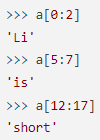 >>> a[0:2]
'Li'
>>> a[5:7]
'is'
>>> a[12:17]
'short'